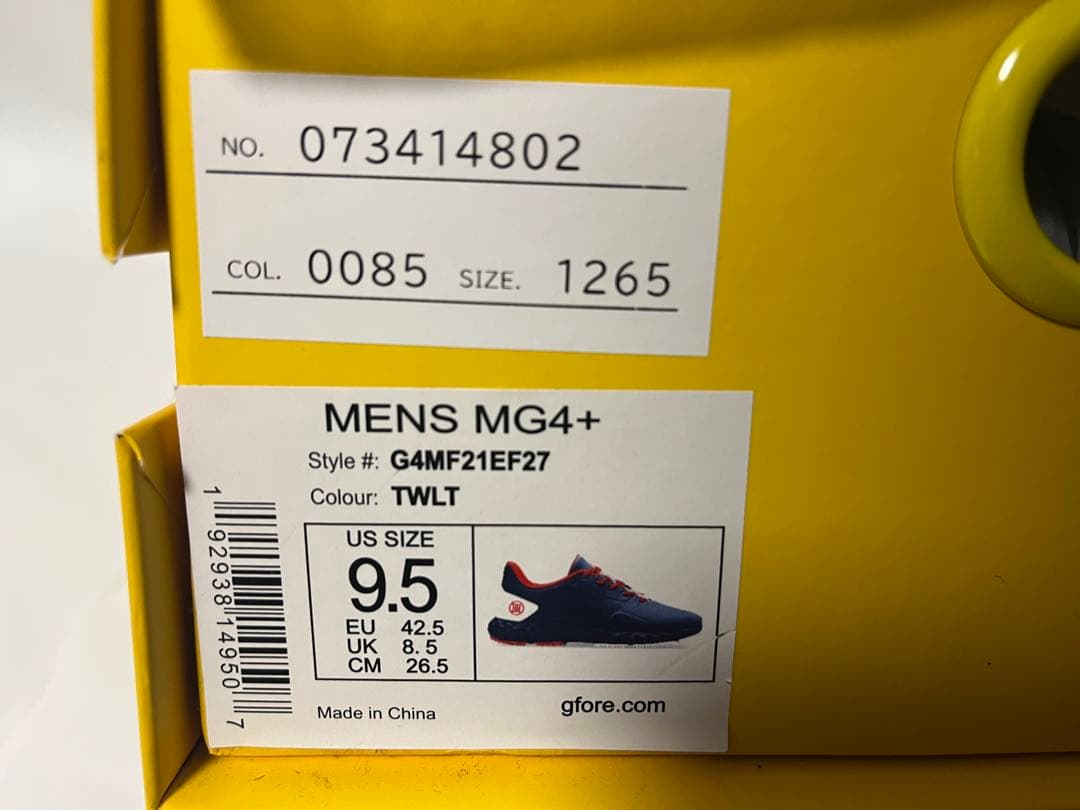 NO. 073414802
COL. 0085 SIZE. 1265
MENS MG4+
Style #: G4MF21EF27
Colour: TWLT
US SIZE
9.5
EU 42.5
UK 8.5
CM 26.5
Made in China
gfore.com
1 92938 14950 7